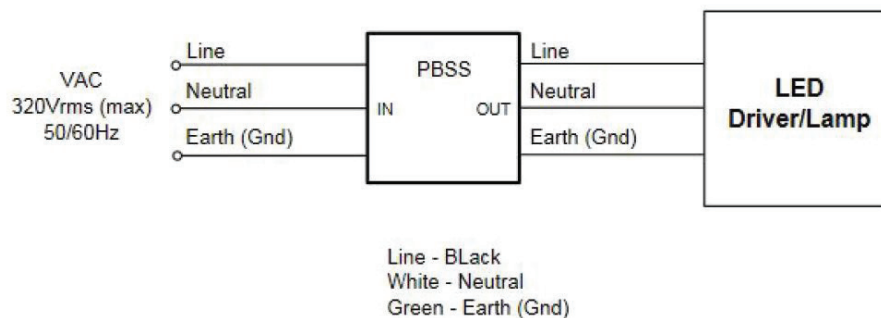 VAC
320Vrms (max)
50/60Hz
Line
Neutral
Earth (Gnd)
PBSS
IN
OUT
Line
Neutral
Earth (Gnd)
LED
Driver/Lamp
Line - BLack
White - Neutral
Green - Earth (Gnd)